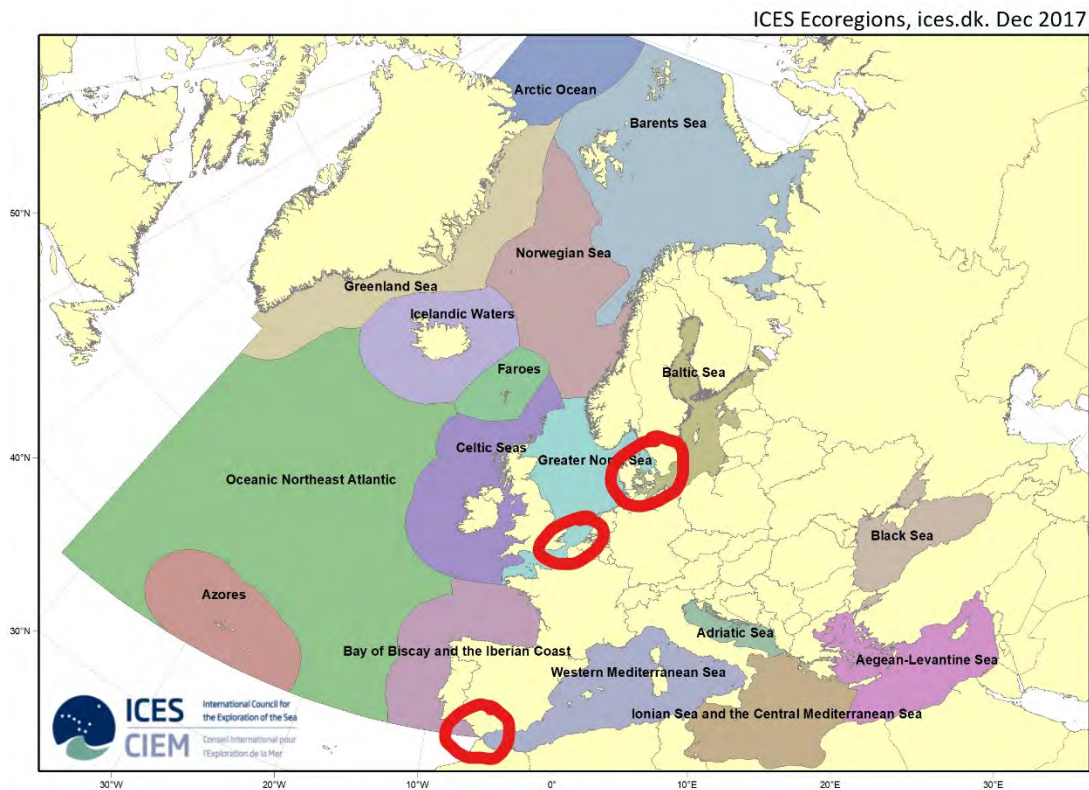 ICES Ecoregions, ices.dk. Dec 2017
Arctic Ocean
Barents Sea
50°N
Norwegian Sea
Greenland Sea
Icelandic Waters
Faroes
Baltic Sea
Celtic Seas
Greater North Sea
40°N
Oceanic Northeast Atlantic
Black Sea
Azores
30°N
Adriatic Sea
Bay of Biscay and the Iberian Coast
Aegean-Levantine Sea
Western Mediterranean Sea
Ionian Sea and the Central Mediterranean Sea
ICES
International Council for
the Exploration of the Sea
CIEM
Conseil International pour
l'Exploration de la Mer
30°W
20°W
10°W
0°
10°E
20°E
30°E